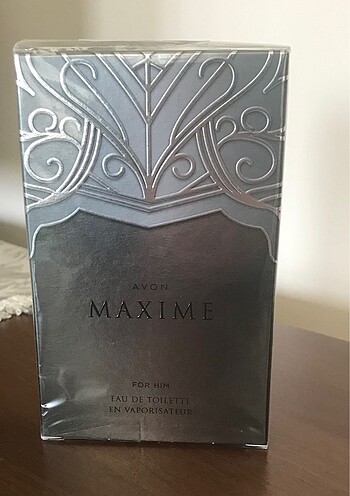 AVON
MAXIME
FOR HIM
EAU DE TOILETTE
EN VAPORISATEUR